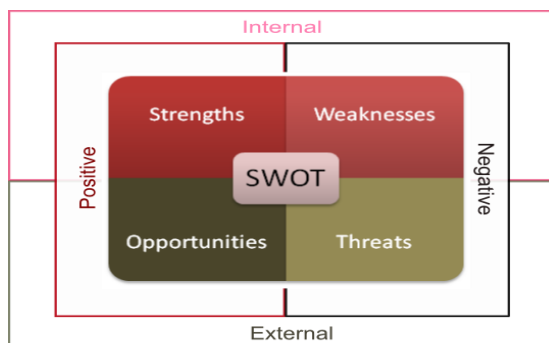 Internal
Strengths
Weaknesses
Positive
SWOT
Negative
Opportunities
Threats
External